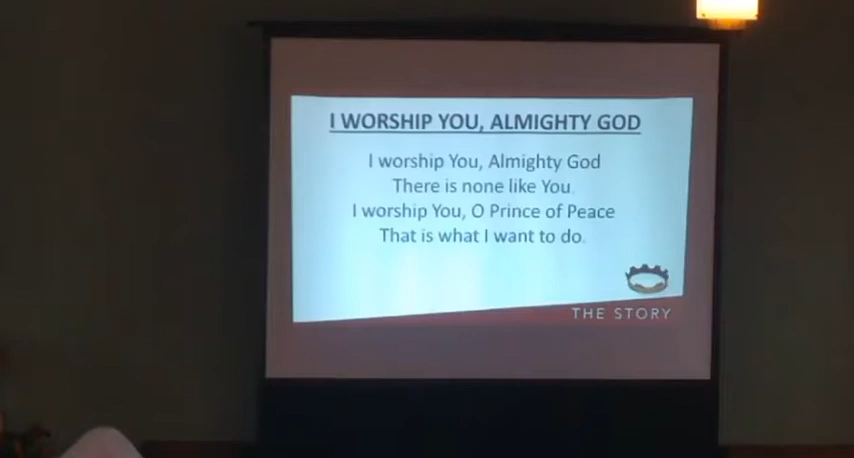 I WORSHIP YOU, ALMIGHTY GOD
I worship You, Almighty God
There is none like You.
I worship You, O Prince of Peace
That is what I want to do.
THE STORY